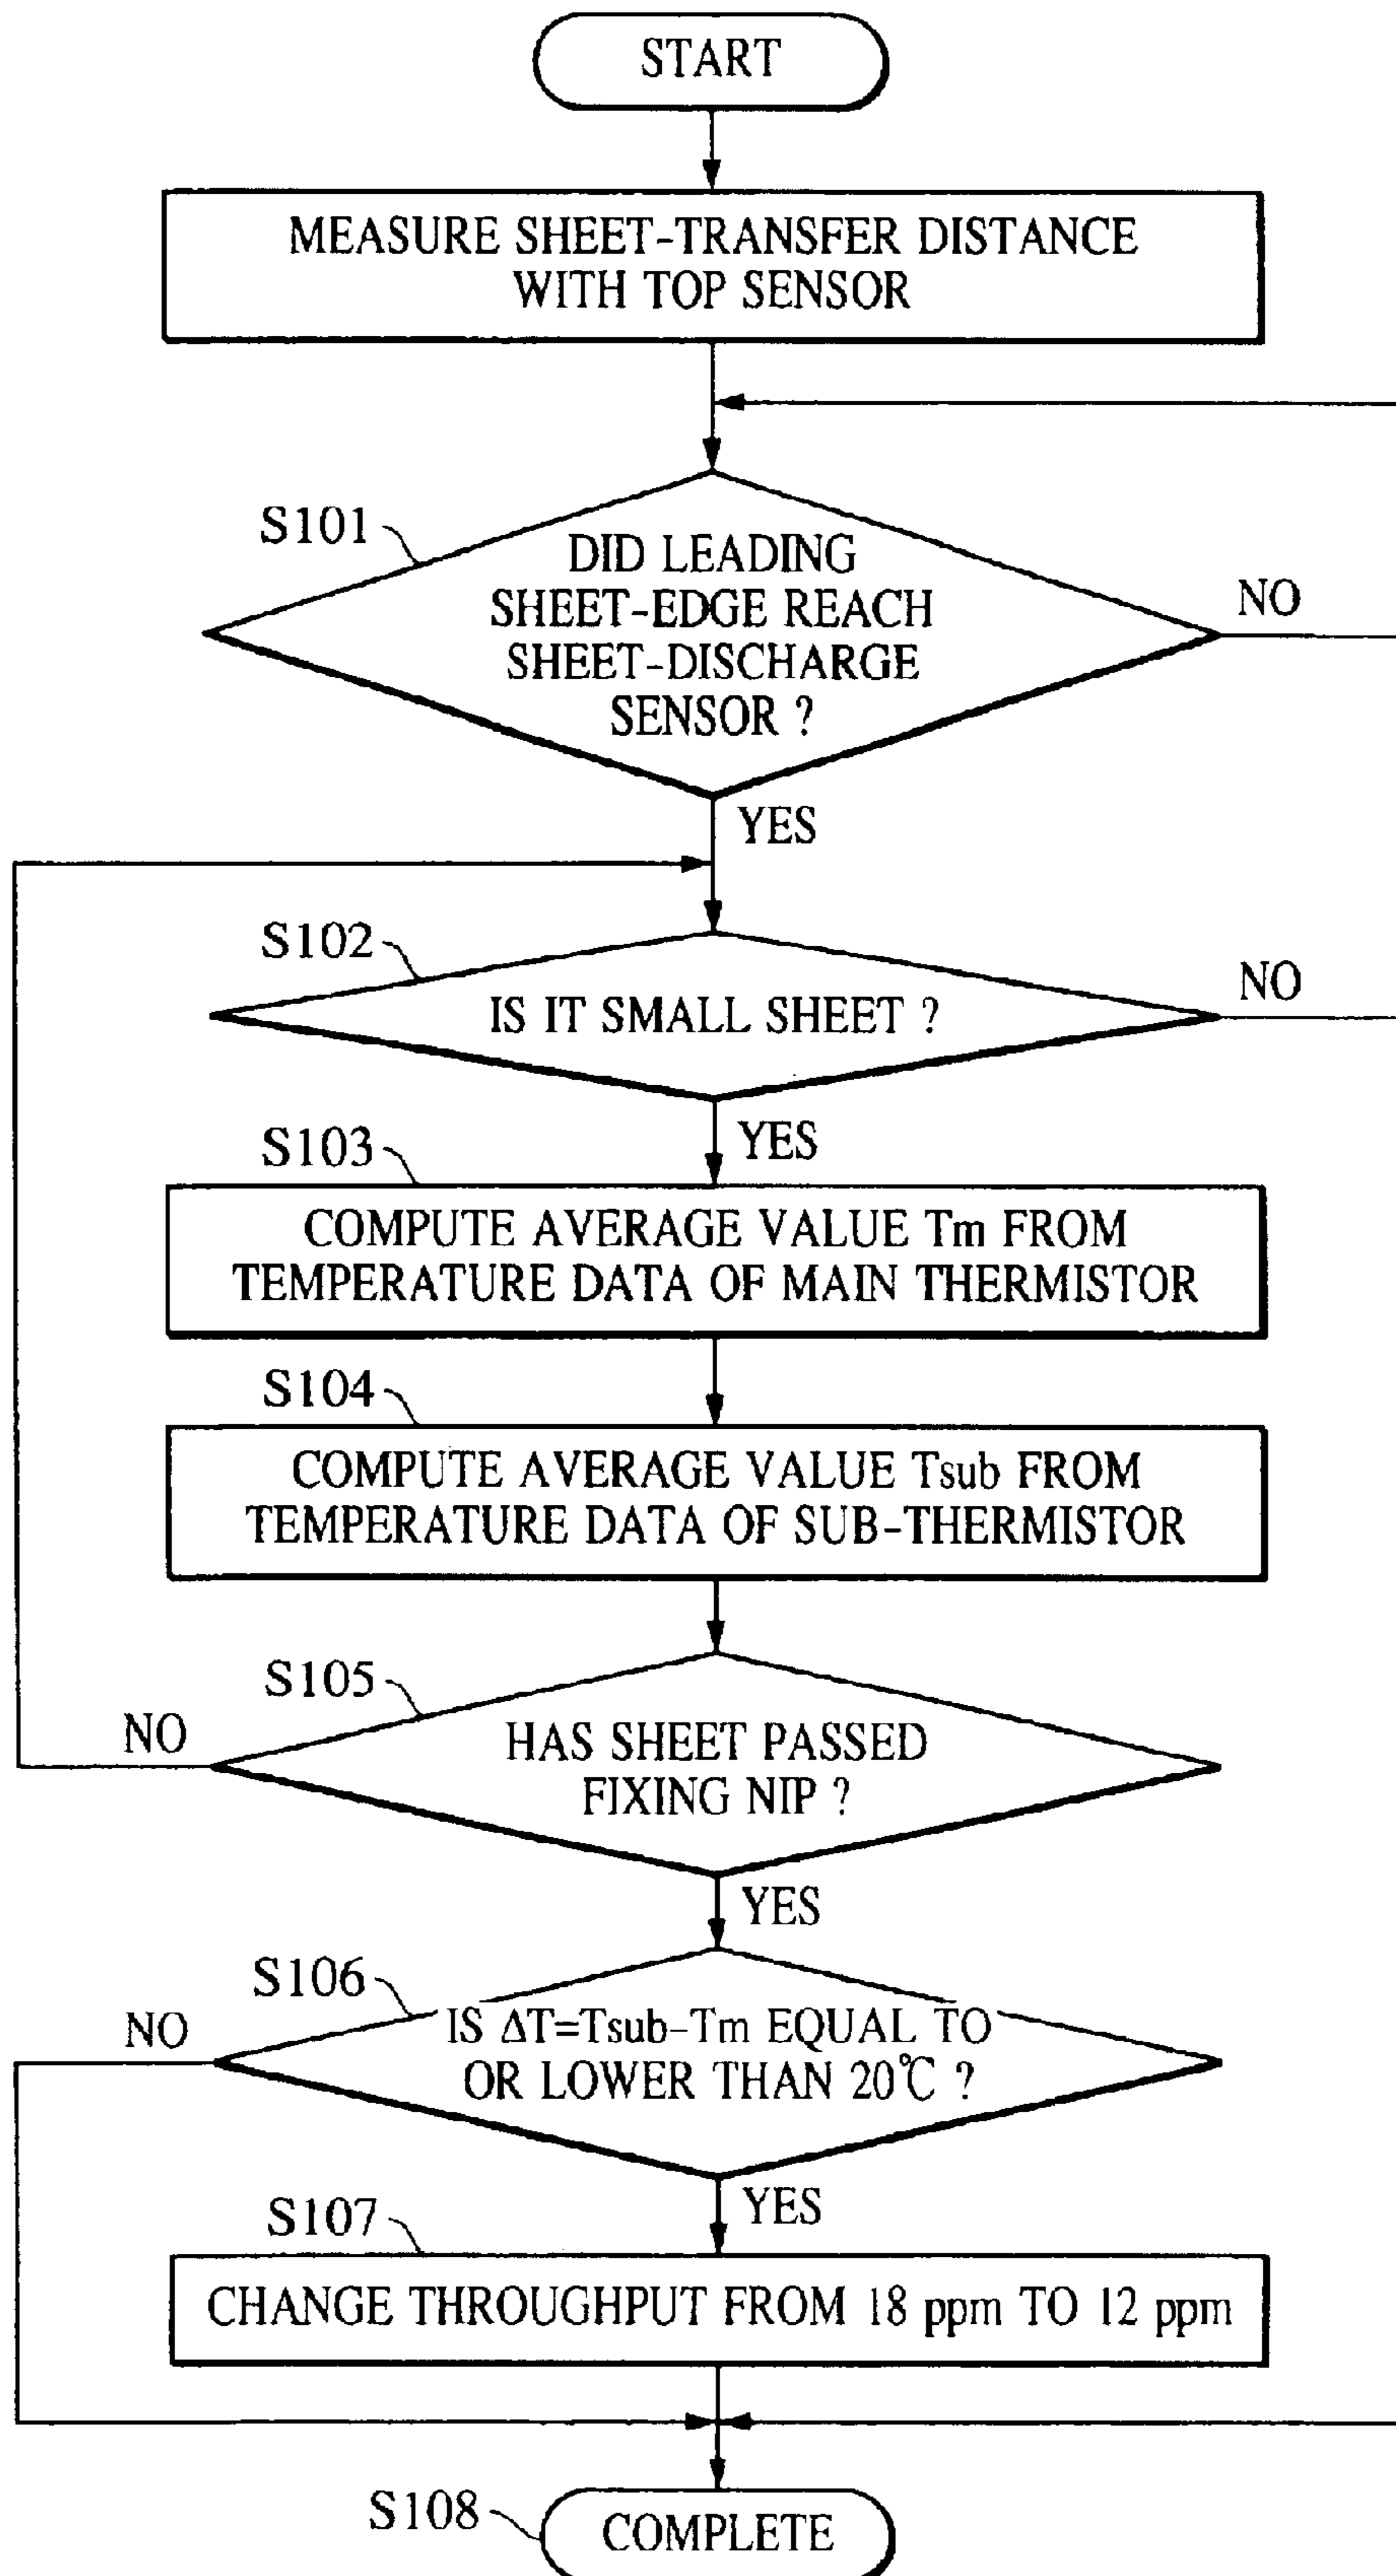 START
MEASURE SHEET-TRANSFER DISTANCE
WITH TOP SENSOR
S101
DID LEADING
SHEET-EDGE REACH
SHEET-DISCHARGE
SENSOR ?
NO
YES
S102
IS IT SMALL SHEET ?
NO
YES
S103
COMPUTE AVERAGE VALUE Tm FROM
TEMPERATURE DATA OF MAIN THERMISTOR
S104
COMPUTE AVERAGE VALUE Tsub FROM
TEMPERATURE DATA OF SUB-THERMISTOR
S105
NO
HAS SHEET PASSED
FIXING NIP ?
YES
S106
NO
IS ΔT=Tsub-Tm EQUAL TO
OR LOWER THAN 20℃ ?
YES
S107
CHANGE THROUGHPUT FROM 18 ppm TO 12 ppm
S108
COMPLETE